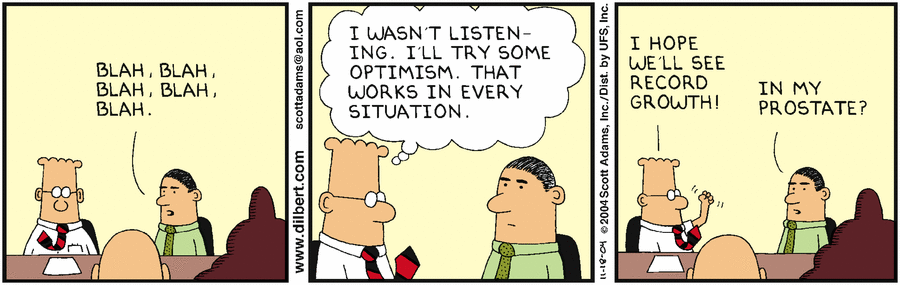 BLAH, BLAH,
BLAH, BLAH,
BLAH.
www.dilbert.com scottadams@aol.com
I WASN'T LISTEN-
ING. I'LL TRY SOME
OPTIMISM. THAT
WORKS IN EVERY
SITUATION.
11-18-04 © 2004 Scott Adams, Inc./Dist. by UFS, Inc.
I HOPE
WE'LL SEE
RECORD
GROWTH!
IN MY
PROSTATE?